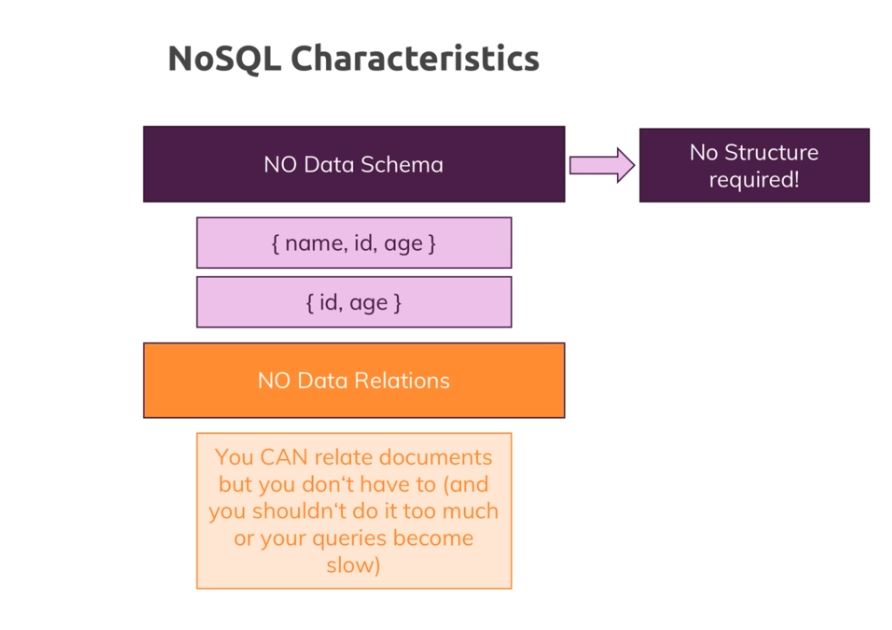 NoSQL Characteristics
NO Data Schema
No Structure
required!
{ name, id, age }
{ id, age }
NO Data Relations
You CAN relate documents
but you don‘t have to (and
you shouldn‘t do it too much
or your queries become
slow)